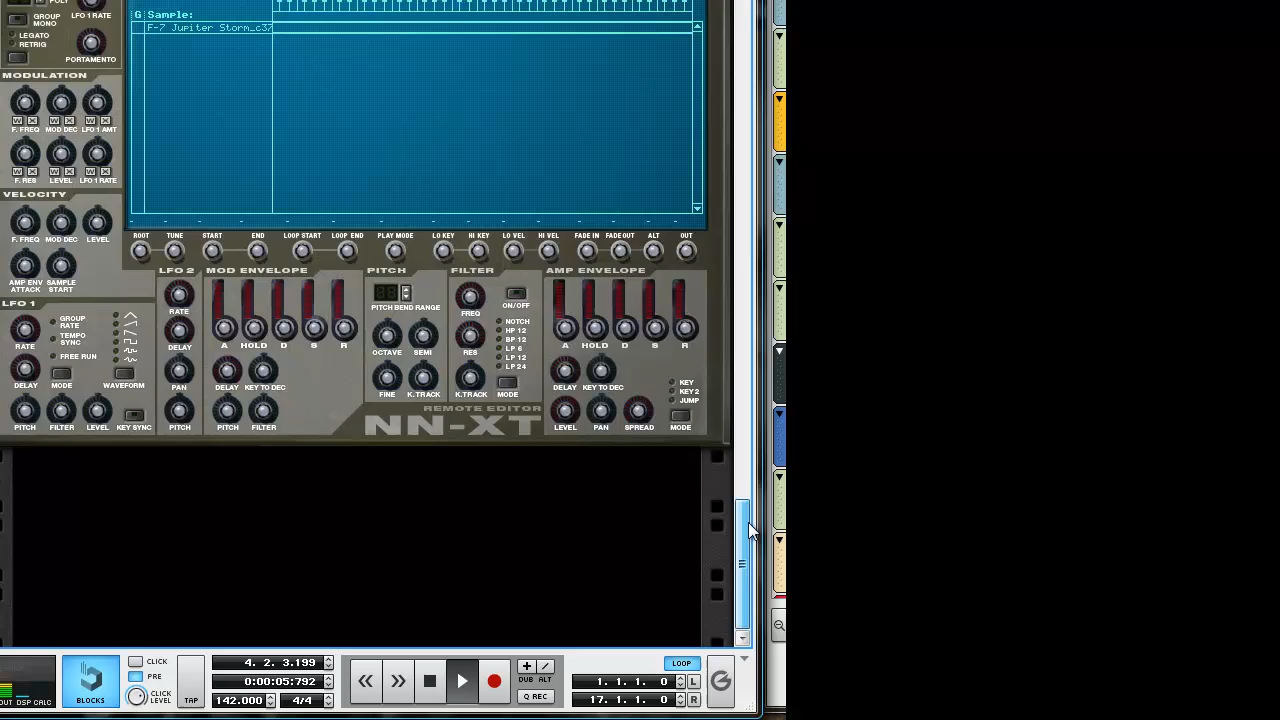 POLY
GROUP
MONO
LFO 1 RATE
LEGATO
RETRIG
PORTAMENTO
G Sample:
F-7 Jupiter Storm_c37
MODULATION
W X W X W X
F. FREQ MOD DEC LFO 1 AMT
W X W X W X
F. RES LEVEL LFO 1 RATE
VELOCITY
F. FREQ MOD DEC LEVEL
AMP ENV ATTACK SAMPLE START
ROOT TUNE START END LOOP START LOOP END PLAY MODE LO KEY HI KEY LO VEL HI VEL FADE IN FADE OUT ALT OUT
LFO 1
GROUP RATE
TEMPO SYNC
FREE RUN
RATE
DELAY MODE WAVEFORM
PITCH FILTER LEVEL KEY SYNC
LFO 2
RATE
DELAY
PAN
PITCH
MOD ENVELOPE
A HOLD D S R
DELAY KEY TO DEC
PITCH FILTER
PITCH
PITCH BEND RANGE
OCTAVE SEMI
FINE K.TRACK
FILTER
FREQ ON/OFF
NOTCH
HP 12
BP 12
LP 6
LP 12
LP 24
RES
K.TRACK MODE
AMP ENVELOPE
A HOLD D S R
DELAY KEY TO DEC
KEY
KEY 2
JUMP
LEVEL PAN SPREAD MODE
REMOTE EDITOR
NN-XT
OUT DSP CALC
BLOCKS
CLICK
PRE
CLICK LEVEL
TAP
4. 2. 3.199
0:00:05:792
142.000 4/4
DUB ALT
Q REC
LOOP
1. 1. 1. 0 L
17. 1. 1. 0 R